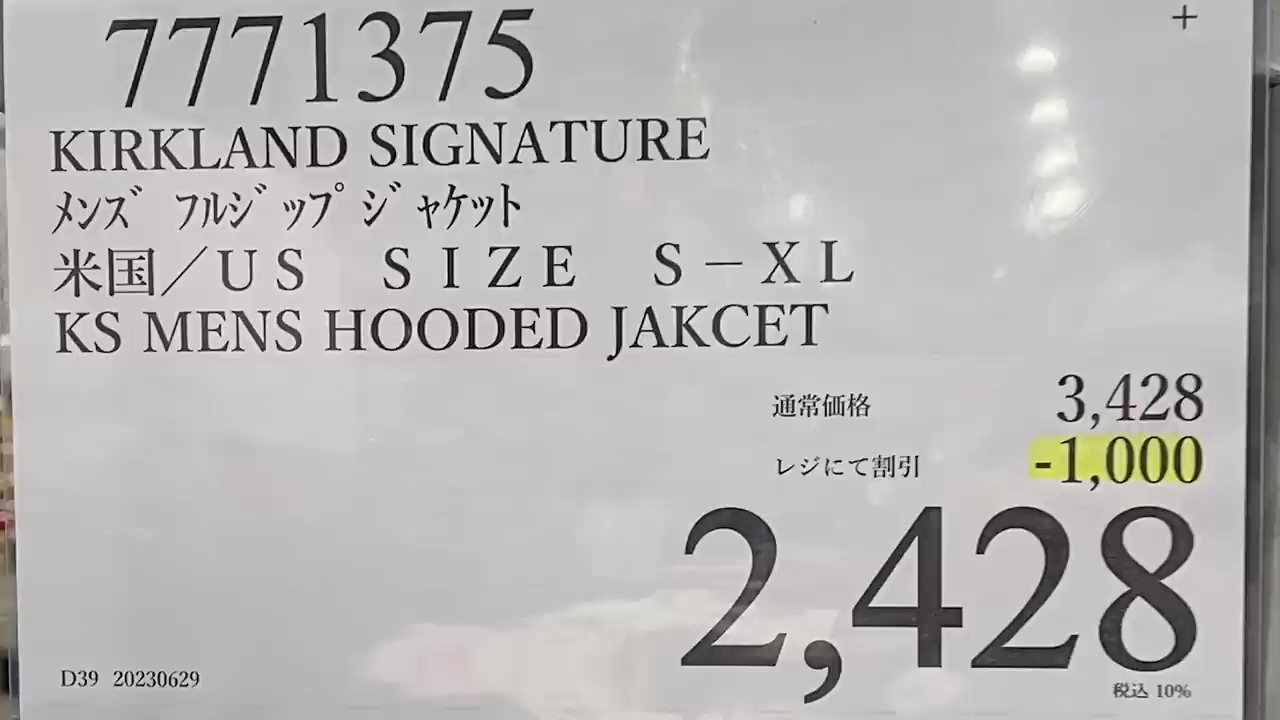 +
7771375
KIRKLAND SIGNATURE
ﾒﾝｽﾞ ﾌﾙｼﾞｯﾌﾟ ｼﾞｬｹｯﾄ
米国／ＵＳ　ＳＩＺＥ　Ｓ－ＸＬ
KS MENS HOODED JAKCET
通常価格 3,428
レジにて割引 -1,000
2,428
D39 20230629 税込 10%